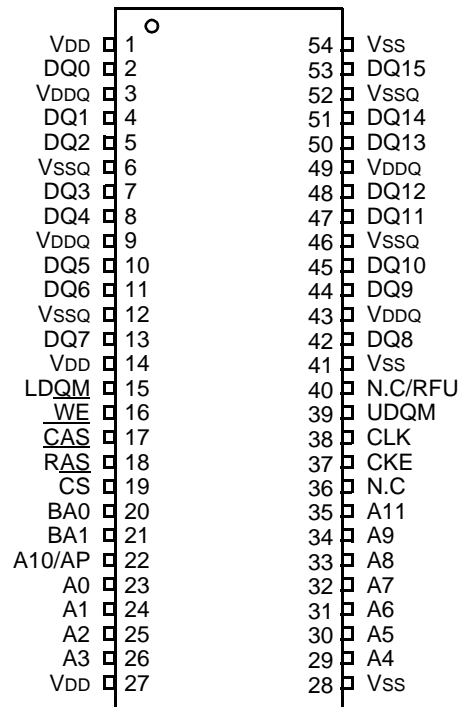 VDD 1 54 VSS
DQ0 2 53 DQ15
VDDQ 3 52 VSSQ
DQ1 4 51 DQ14
DQ2 5 50 DQ13
VSSQ 6 49 VDDQ
DQ3 7 48 DQ12
DQ4 8 47 DQ11
VDDQ 9 46 VSSQ
DQ5 10 45 DQ10
DQ6 11 44 DQ9
VSSQ 12 43 VDDQ
DQ7 13 42 DQ8
VDD 14 41 VSS
LDQM 15 40 N.C/RFU
WE 16 39 UDQM
CAS 17 38 CLK
RAS 18 37 CKE
CS 19 36 N.C
BA0 20 35 A11
BA1 21 34 A9
A10/AP 22 33 A8
A0 23 32 A7
A1 24 31 A6
A2 25 30 A5
A3 26 29 A4
VDD 27 28 VSS